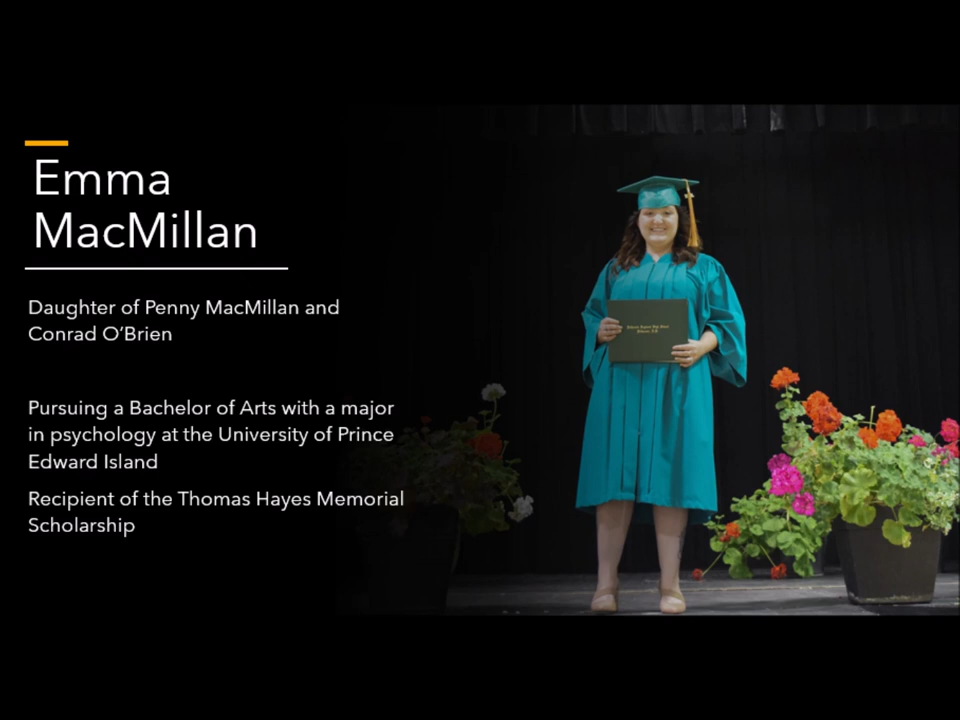 Emma
MacMillan
Daughter of Penny MacMillan and
Conrad O'Brien
Pursuing a Bachelor of Arts with a major
in psychology at the University of Prince
Edward Island
Recipient of the Thomas Hayes Memorial
Scholarship